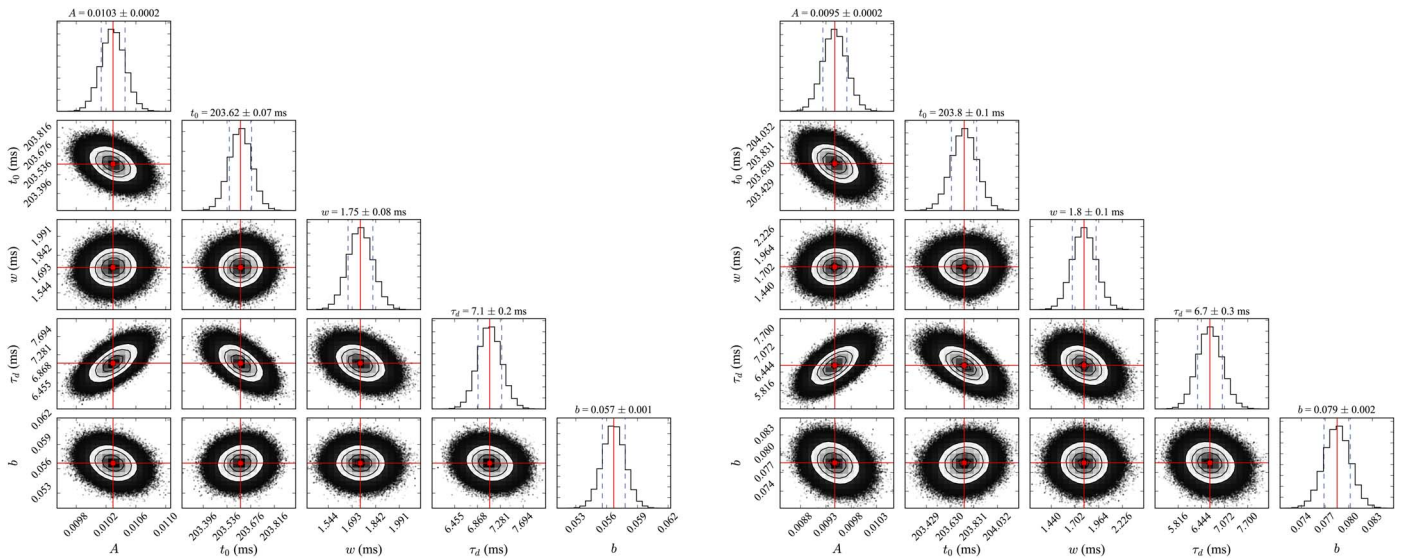 A = 0.0103 ± 0.0002
t₀ = 203.62 ± 0.07 ms
t₀ (ms)
203.816
203.676
203.536
203.396
w = 1.75 ± 0.08 ms
w (ms)
1.991
1.842
1.693
1.544
τ_d = 7.1 ± 0.2 ms
τ_d (ms)
7.694
7.281
6.868
6.455
b = 0.057 ± 0.001
b
0.062
0.059
0.056
0.053
0.0098 0.0102 0.0106 0.0110
203.396 203.536 203.676 203.816
1.544 1.693 1.842 1.991
6.455 6.868 7.281 7.694
0.053 0.056 0.059 0.062
A t₀ (ms) w (ms) τ_d (ms) b
A = 0.0095 ± 0.0002
t₀ = 203.8 ± 0.1 ms
t₀ (ms)
204.032
203.831
203.630
203.429
w = 1.8 ± 0.1 ms
w (ms)
2.226
1.964
1.702
1.440
τ_d = 6.7 ± 0.3 ms
τ_d (ms)
7.700
7.072
6.444
5.816
b = 0.079 ± 0.002
b
0.083
0.080
0.077
0.074
0.0088 0.0093 0.0098 0.0103
203.429 203.630 203.831 204.032
1.440 1.702 1.964 2.226
5.816 6.444 7.072 7.700
0.074 0.077 0.080 0.083
A t₀ (ms) w (ms) τ_d (ms) b